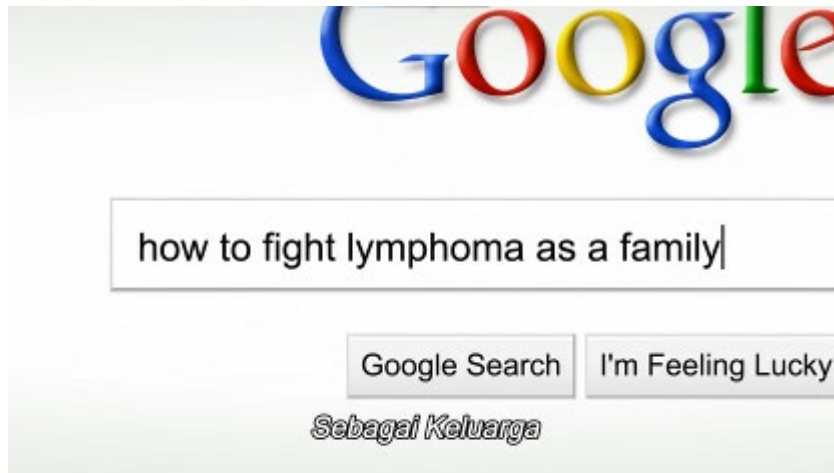 Google
how to fight lymphoma as a family
Google Search
I'm Feeling Lucky
Sebagai Keluarga